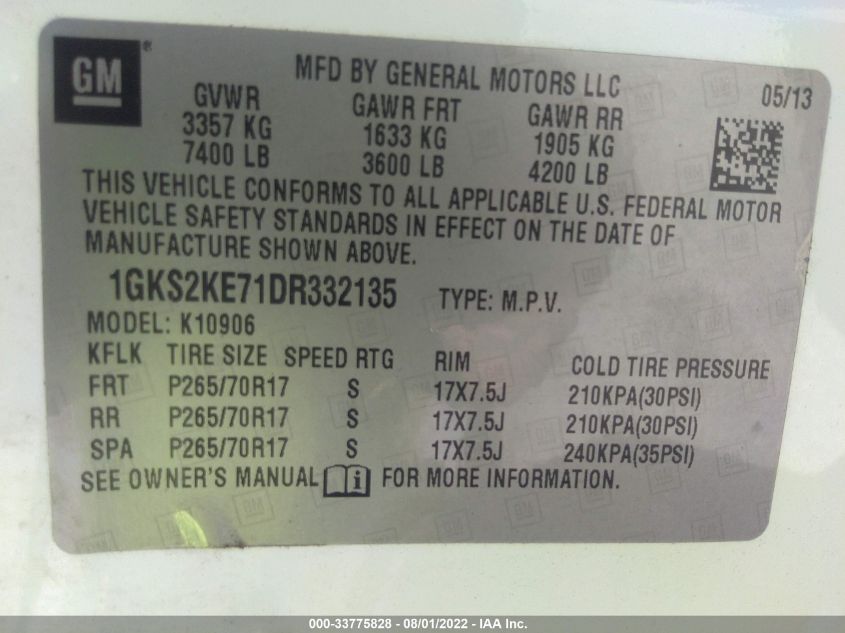 GM®
MFD BY GENERAL MOTORS LLC
05/13
GVWR GAWR FRT GAWR RR
3357 KG 1633 KG 1905 KG
7400 LB 3600 LB 4200 LB
THIS VEHICLE CONFORMS TO ALL APPLICABLE U.S. FEDERAL MOTOR
VEHICLE SAFETY STANDARDS IN EFFECT ON THE DATE OF
MANUFACTURE SHOWN ABOVE.
1GKS2KE71DR332135 TYPE: M.P.V.
MODEL: K10906
KFLK TIRE SIZE SPEED RTG RIM COLD TIRE PRESSURE
FRT P265/70R17 S 17X7.5J 210KPA(30PSI)
RR P265/70R17 S 17X7.5J 210KPA(30PSI)
SPA P265/70R17 S 17X7.5J 240KPA(35PSI)
SEE OWNER'S MANUAL i FOR MORE INFORMATION.
000-33775828 - 08/01/2022 - IAA Inc.